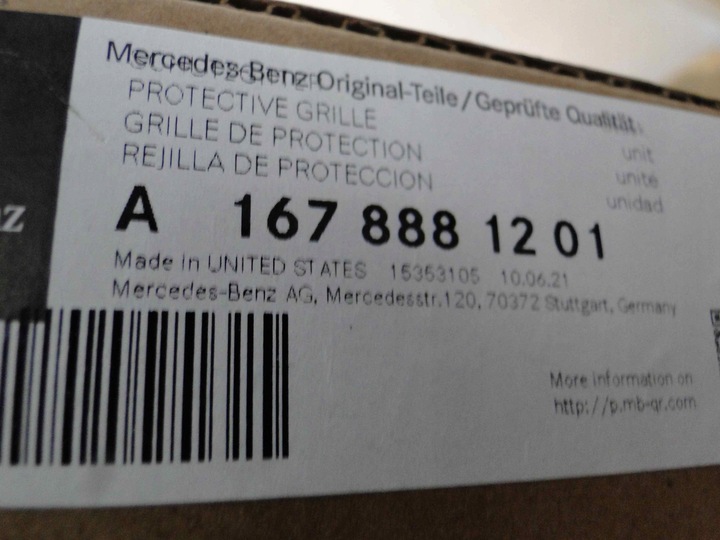 Mercedes-Benz Original-Teile / Geprüfte Qualität
PROTECTIVE GRILLE
GRILLE DE PROTECTION unit
REJILLA DE PROTECCION unité
unidad
A 167 888 12 01
Made in UNITED STATES 15353105 10.06.21
Mercedes-Benz AG, Mercedesstr.120, 70372 Stuttgart, Germany
More information on
http://p.mb-qr.com